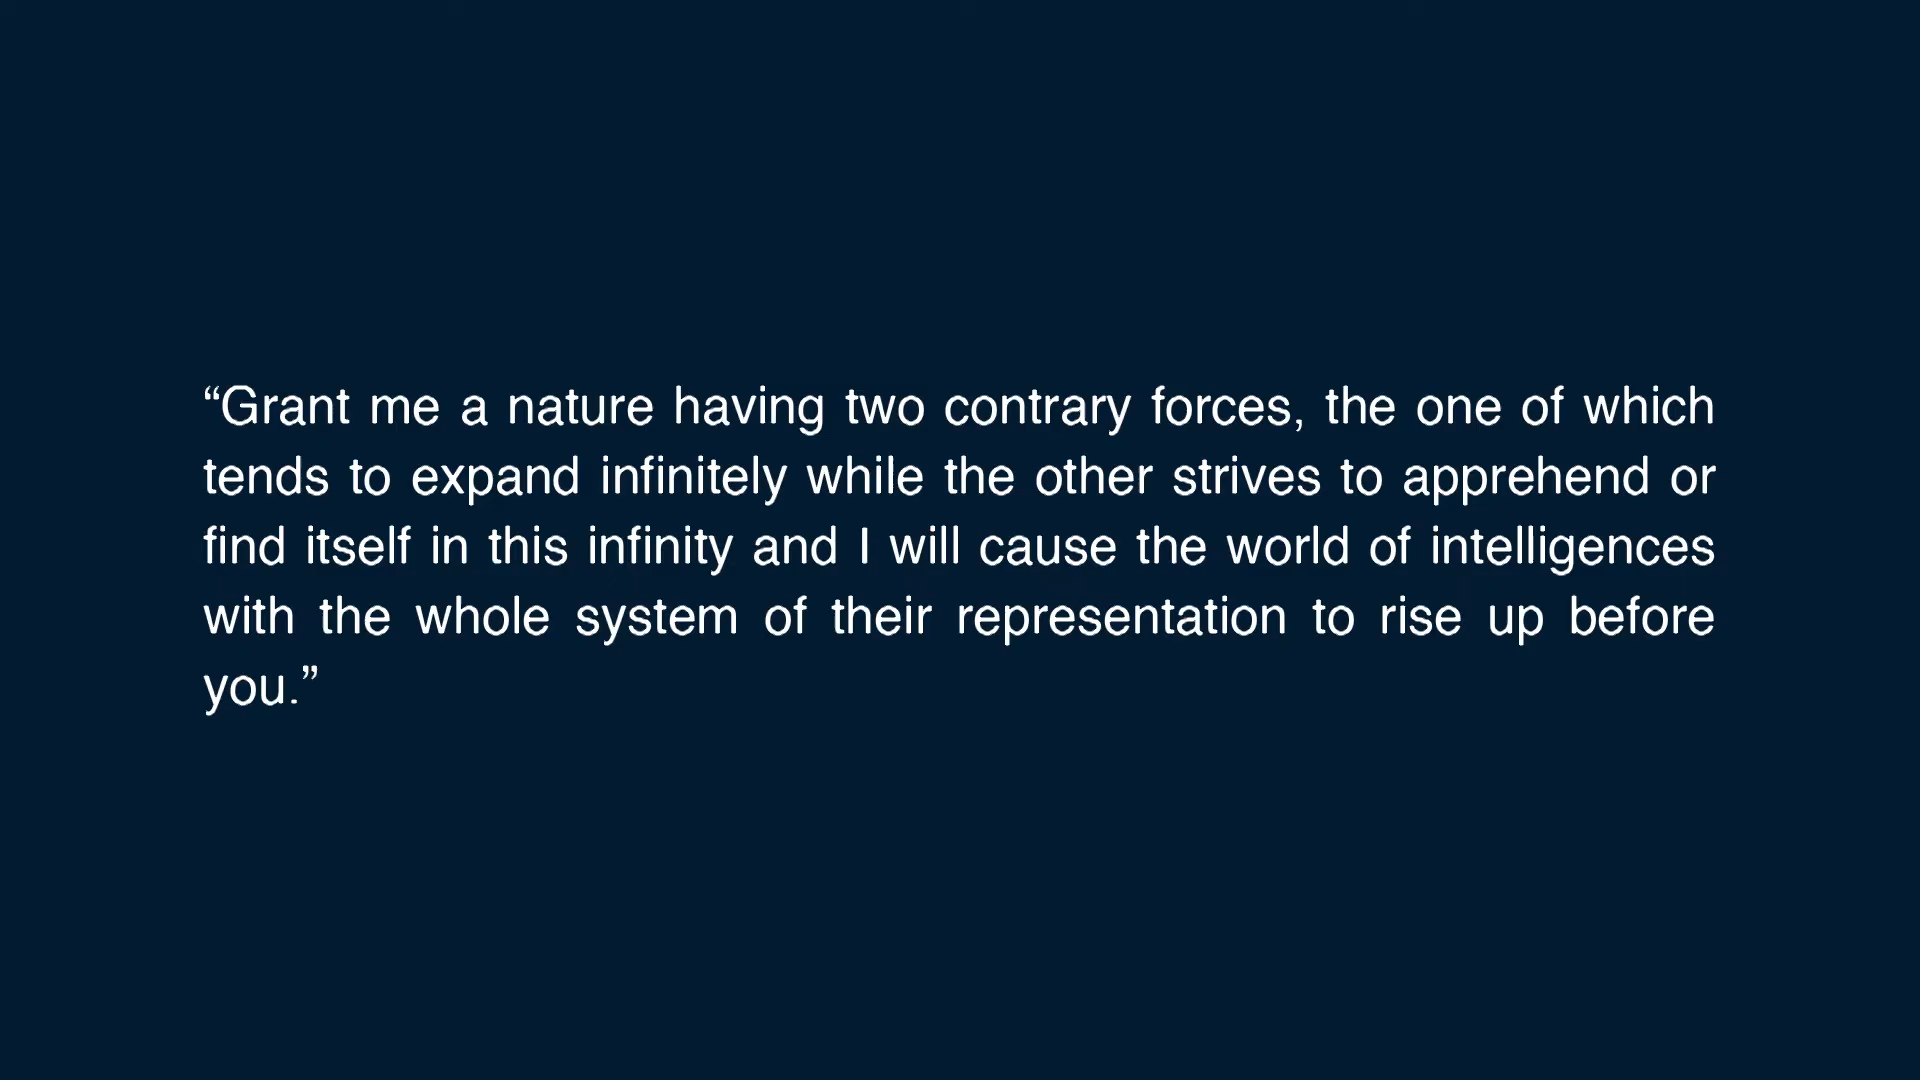 “Grant me a nature having two contrary forces, the one of which
tends to expand infinitely while the other strives to apprehend or
find itself in this infinity and I will cause the world of intelligences
with the whole system of their representation to rise up before
you.”